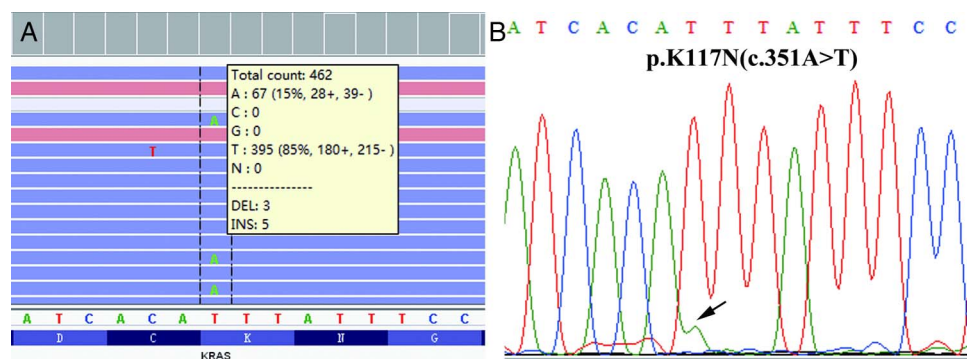 A
Total count: 462
A : 67 (15%, 28+, 39- )
C : 0
G : 0
T : 395 (85%, 180+, 215- )
N : 0
---------------
DEL: 3
INS: 5
A
T
A
A
A T C A C A T T T A T T T C C
D C K N G
KRAS
B A T C A C A T T T A T T T C C
p.K117N(c.351A>T)